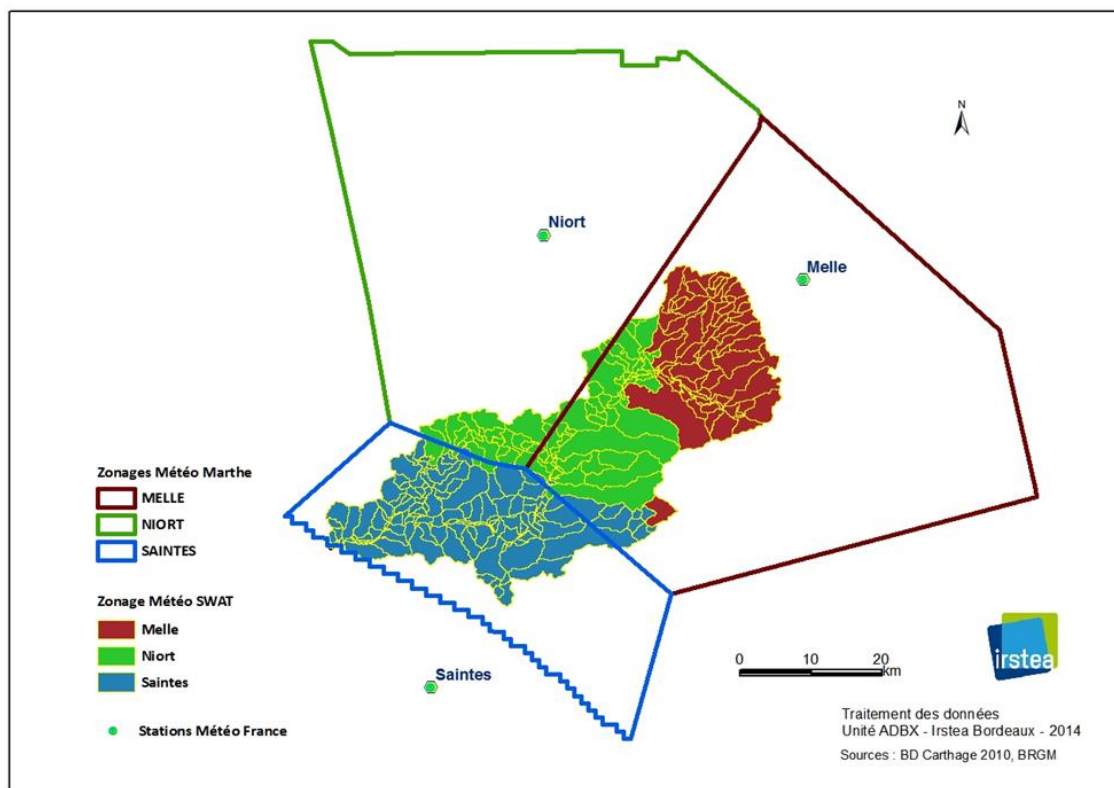 N
Niort
Melle
Saintes
Zonages Météo Marthe
MELLE
NIORT
SAINTES
Zonage Météo SWAT
Melle
Niort
Saintes
Stations Météo France
0 10 20
km
irstea
Traitement des données
Unité ADBX - Irstea Bordeaux - 2014
Sources : BD Carthage 2010, BRGM